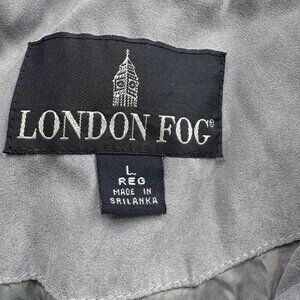 LONDON FOG®
L
REG
MADE IN
SRILANKA